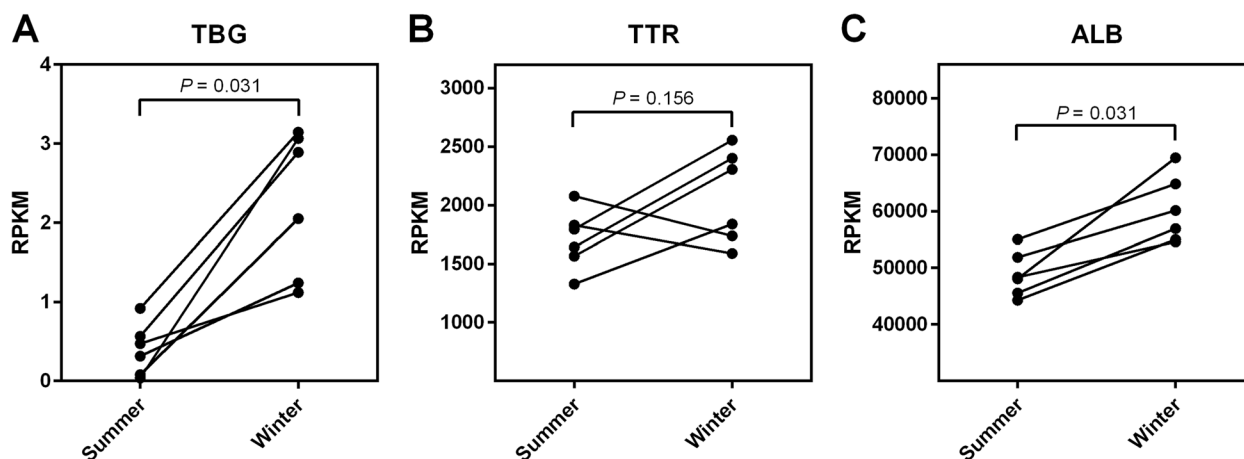 A
TBG
RPKM
4
3
2
1
0
P = 0.031
Summer
Winter
B
TTR
RPKM
3000
2500
2000
1500
1000
P = 0.156
Summer
Winter
C
ALB
RPKM
80000
70000
60000
50000
40000
P = 0.031
Summer
Winter